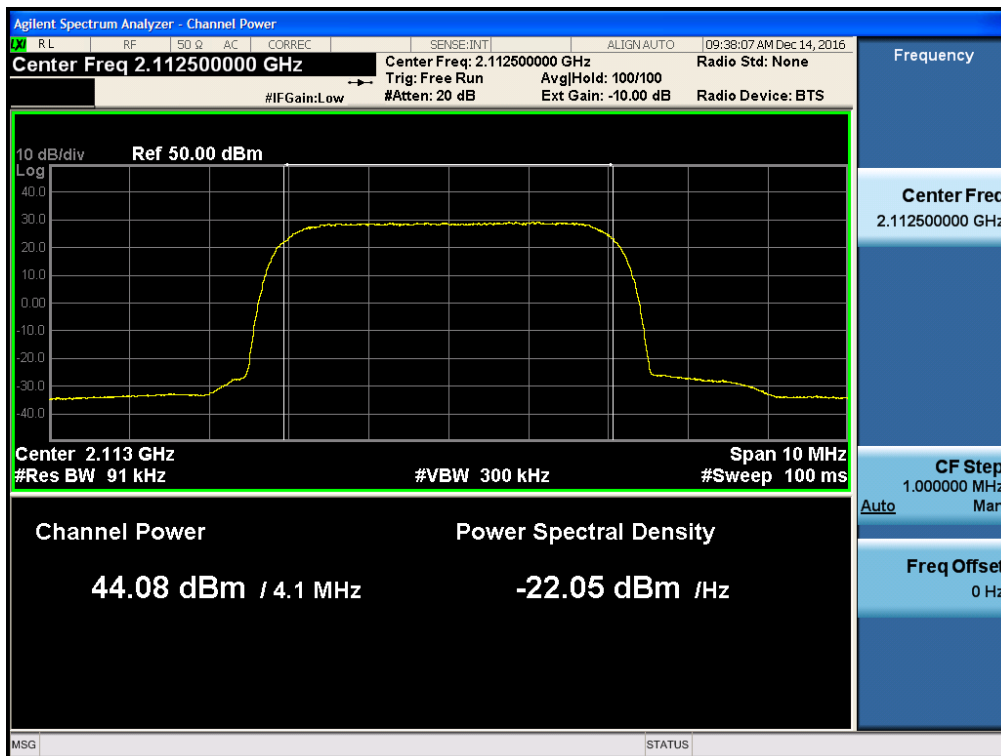 Agilent Spectrum Analyzer - Channel Power
LXI RL RF 50 Ω AC CORREC SENSE:INT ALIGN AUTO 09:38:07 AM Dec 14, 2016
Center Freq 2.112500000 GHz
Center Freq: 2.112500000 GHz Radio Std: None
Trig: Free Run Avg|Hold: 100/100
#IFGain:Low #Atten: 20 dB Ext Gain: -10.00 dB Radio Device: BTS
10 dB/div Ref 50.00 dBm
Log
40.0
30.0
20.0
10.0
0.00
-10.0
-20.0
-30.0
-40.0
Center 2.113 GHz Span 10 MHz
#Res BW 91 kHz #VBW 300 kHz #Sweep 100 ms
Channel Power Power Spectral Density
44.08 dBm / 4.1 MHz -22.05 dBm /Hz
MSG STATUS
Frequency
Center Freq
2.112500000 GHz
CF Step
1.000000 MHz
Auto Man
Freq Offset
0 Hz